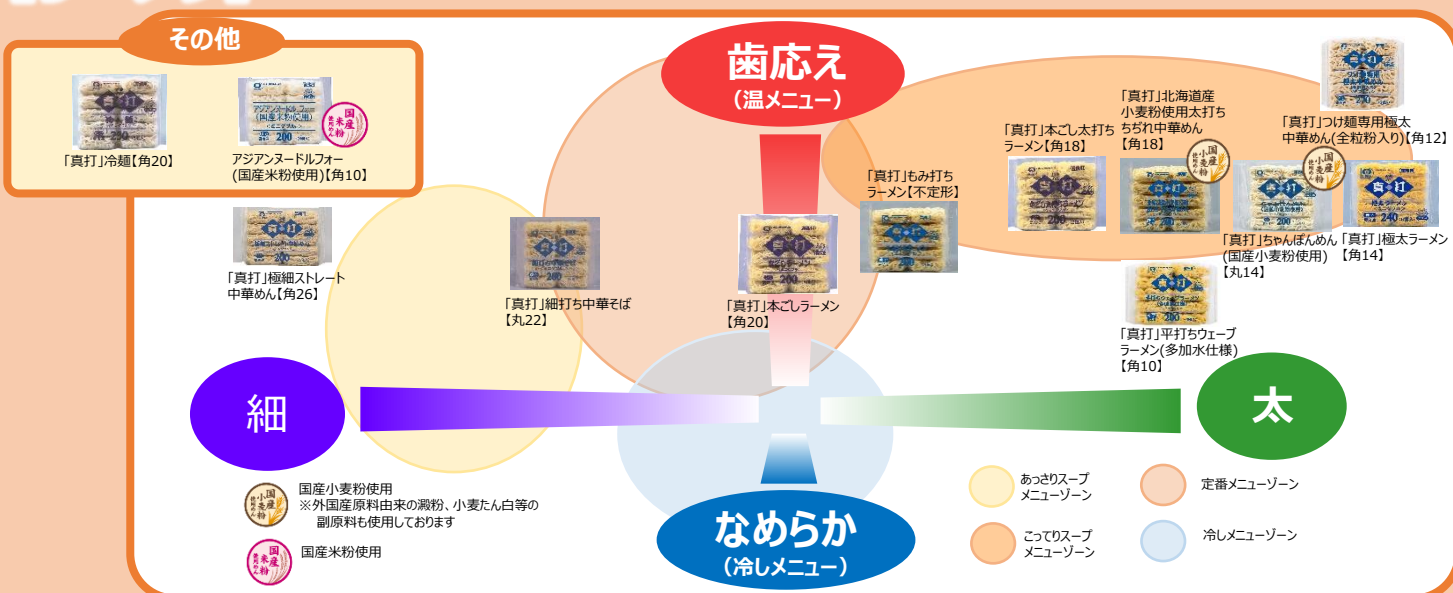 その他
「真打」冷麺【角20】
アジアンヌードルフォー
(国産米粉使用)【角10】
歯応え
(温メニュー)
「真打」極細ストレート
中華めん【角26】
「真打」細打ち中華そば
【丸22】
「真打」本ごしラーメン
【角20】
「真打」もみ打ち
ラーメン【不定形】
「真打」本ごし太打ち
ラーメン【角18】
「真打」北海道産
小麦粉使用太打ち
ちぢれ中華めん
【角18】
「真打」つけ麺専用極太
中華めん(全粒粉入り)【角12】
「真打」ちゃんぽんめん
(国産小麦粉使用)
【丸14】
「真打」極太ラーメン
【角14】
「真打」平打ちウェーブ
ラーメン(多加水仕様)
【角10】
細
太
なめらか
(冷しメニュー)
国産小麦粉使用
※外国産原料由来の澱粉、小麦たん白等の
副原料も使用しております
国産米粉使用
あっさりスープ
メニューゾーン
定番メニューゾーン
こってりスープ
メニューゾーン
冷しメニューゾーン